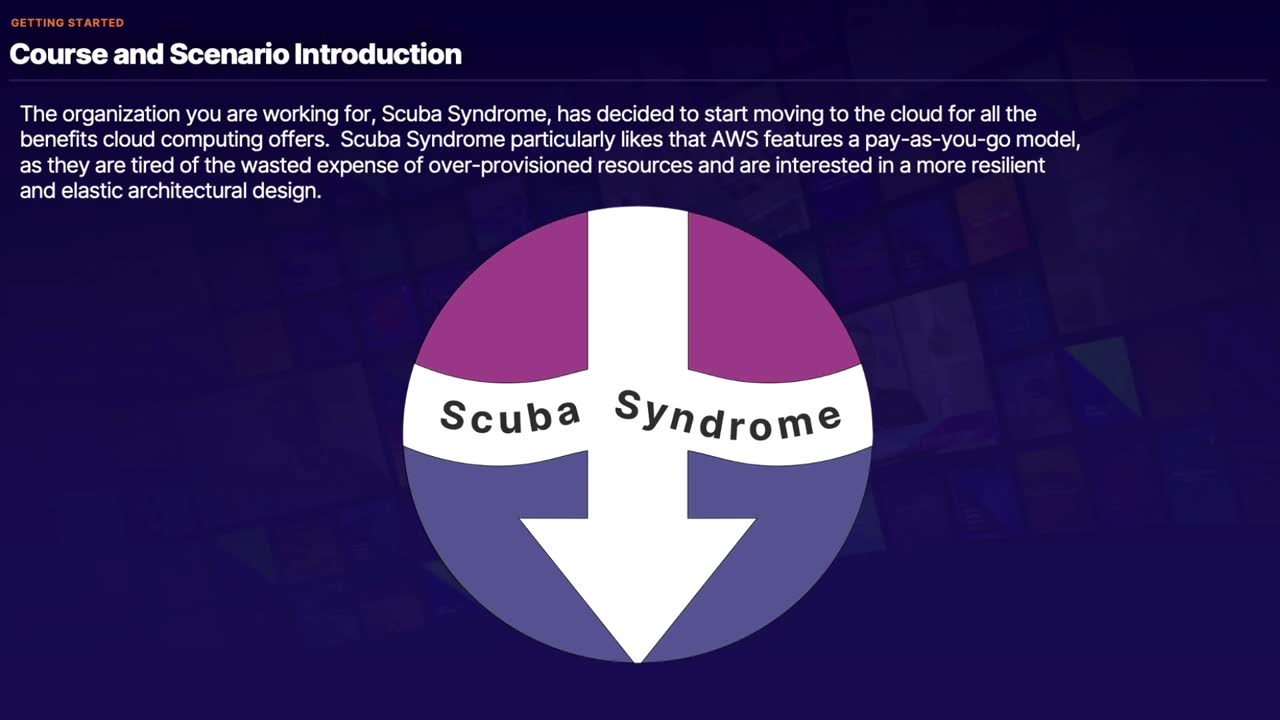 GETTING STARTED
Course and Scenario Introduction
The organization you are working for, Scuba Syndrome, has decided to start moving to the cloud for all the
benefits cloud computing offers.  Scuba Syndrome particularly likes that AWS features a pay-as-you-go model,
as they are tired of the wasted expense of over-provisioned resources and are interested in a more resilient
and elastic architectural design.
Scuba Syndrome